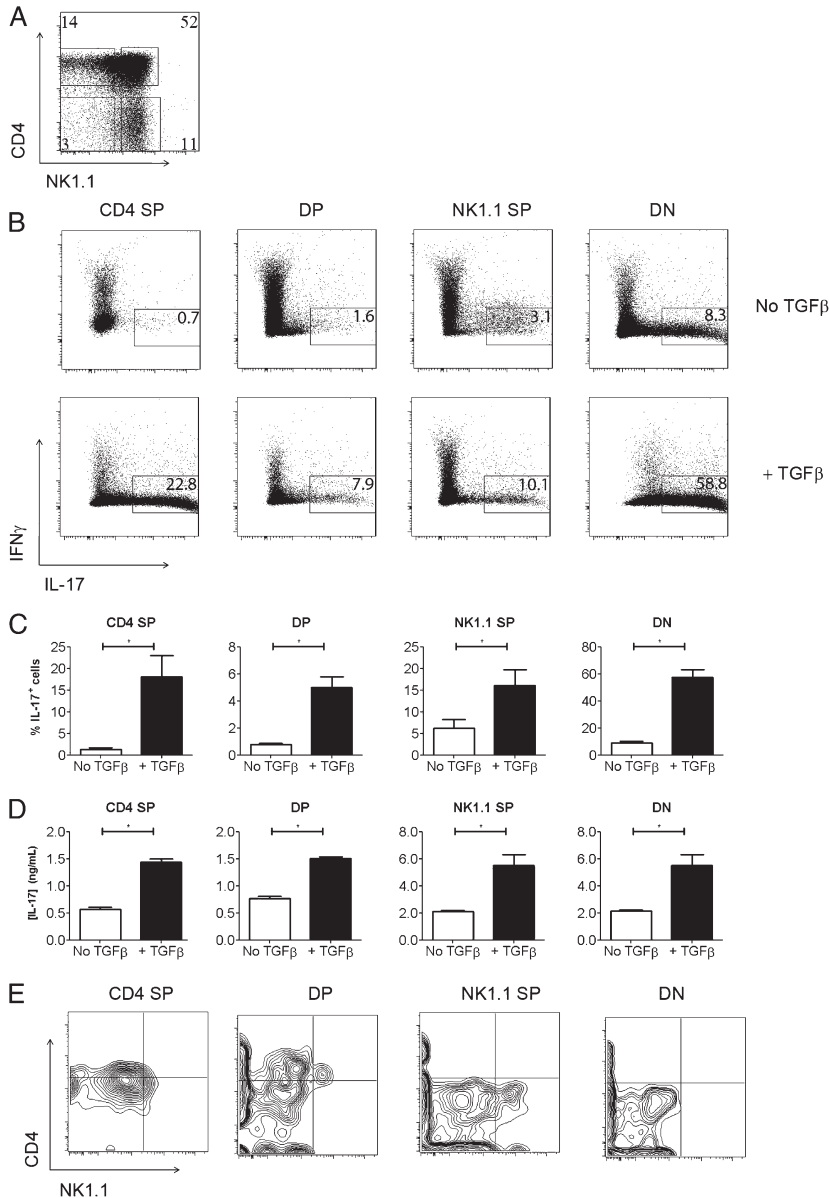 A
14 52
3 11
CD4
NK1.1
B
CD4 SP DP NK1.1 SP DN
0.7 1.6 3.1 8.3
No TGFβ
22.8 7.9 10.1 58.8
+ TGFβ
IFNγ
IL-17
C
CD4 SP DP NK1.1 SP DN
* * * *
% IL-17+ cells
25 8 25 80
20 6 20 60
15 4 15 40
10 2 10 20
5 0 5 0
0 0
No TGFβ + TGFβ No TGFβ + TGFβ No TGFβ + TGFβ No TGFβ + TGFβ
D
CD4 SP DP NK1.1 SP DN
* * * *
[IL-17] (ng/mL)
2.0 2.0 8.0 8.0
1.5 1.5 6.0 6.0
1.0 1.0 4.0 4.0
0.5 0.5 2.0 2.0
0.0 0.0 0.0 0.0
No TGFβ + TGFβ No TGFβ + TGFβ No TGFβ + TGFβ No TGFβ + TGFβ
E
CD4 SP DP NK1.1 SP DN
CD4
NK1.1